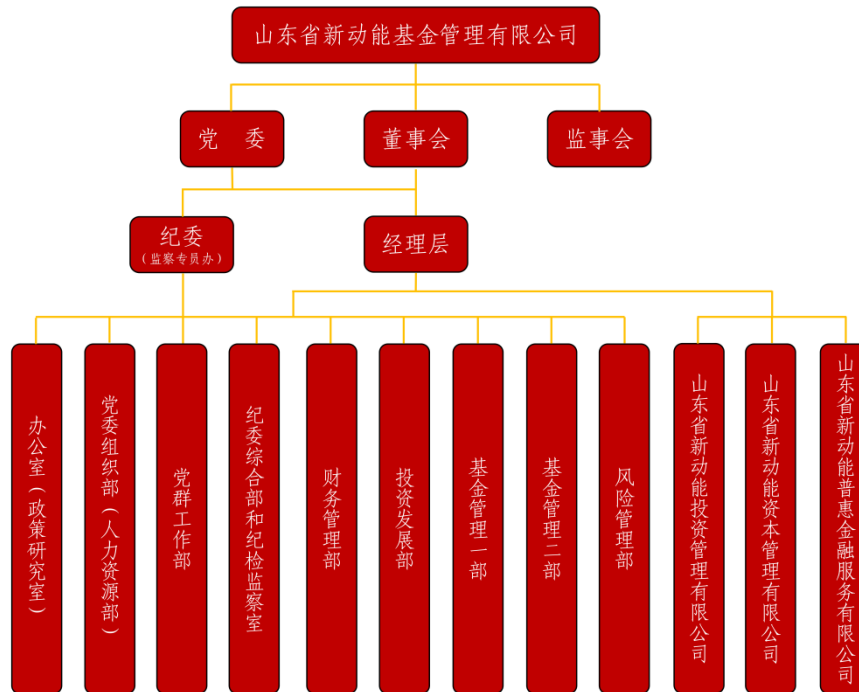 山东省新动能基金管理有限公司
党 委
董事会
监事会
纪委
（监察专员办）
经理层
办公室（政策研究室）
党委组织部（人力资源部）
党群工作部
纪委综合部和纪检监察室
财务管理部
投资发展部
基金管理一部
基金管理二部
风险管理部
山东省新动能投资管理有限公司
山东省新动能资本管理有限公司
山东省新动能普惠金融服务有限公司